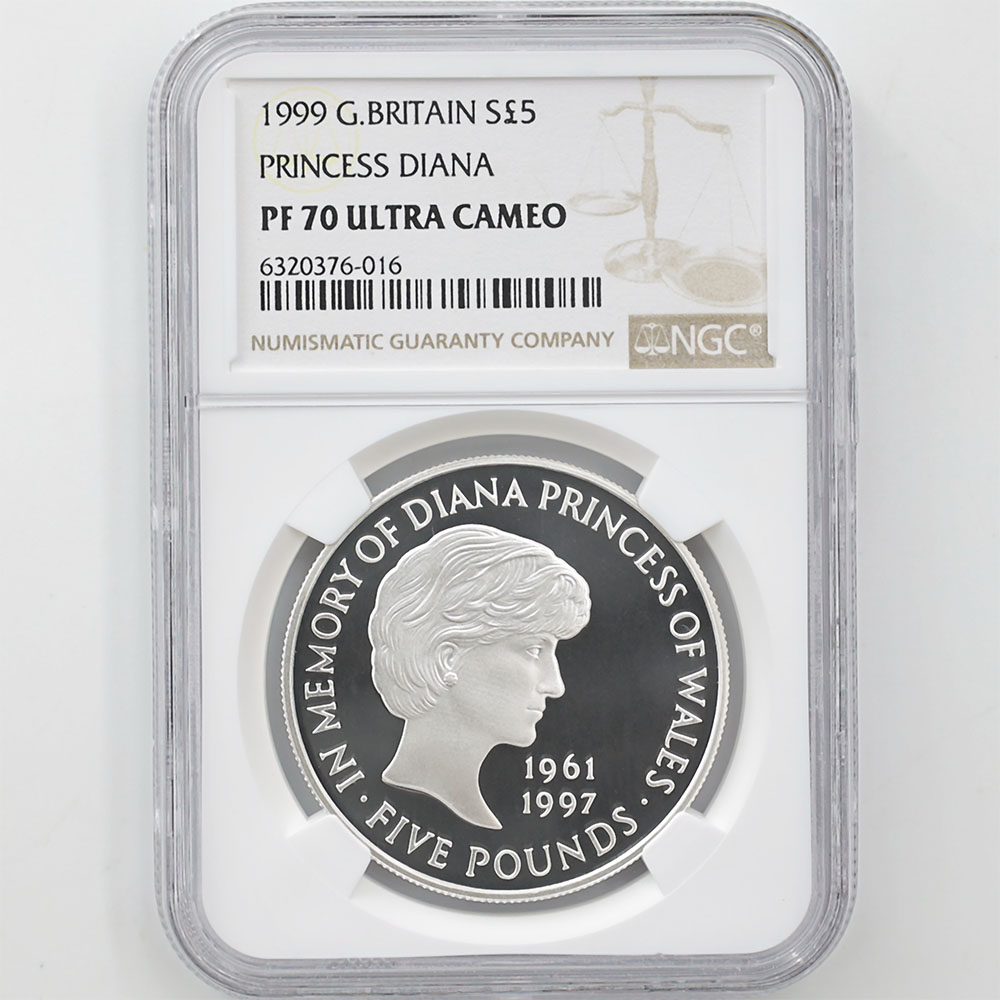 1999 G.BRITAIN S£5
PRINCESS DIANA
PF 70 ULTRA CAMEO
6320376-016
NUMISMATIC GUARANTY COMPANY
NGC®
IN MEMORY OF DIANA PRINCESS OF WALES
1961
1997
· FIVE POUNDS ·